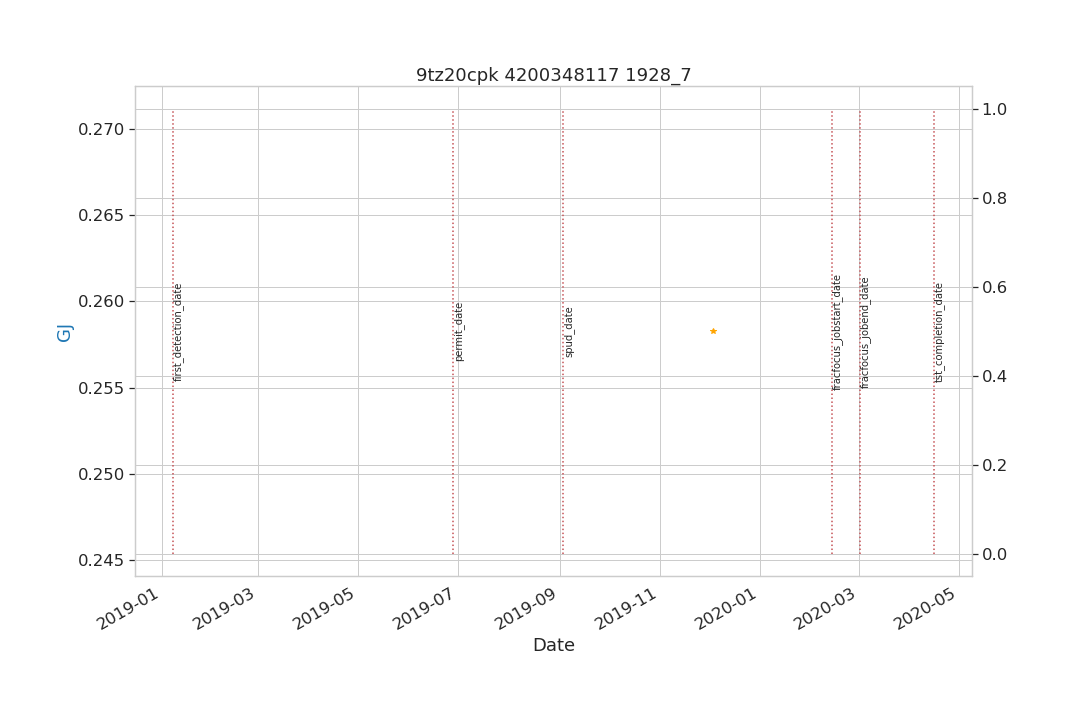 9tz20cpk 4200348117 1928_7
0.270
0.265
0.260
0.255
0.250
0.245
GJ
1.0
0.8
0.6
0.4
0.2
0.0
first_detection_date
permit_date
spud_date
fracfocus_jobstart_date
fracfocus_jobend_date
tst_completion_date
2019-01
2019-03
2019-05
2019-07
2019-09
2019-11
2020-01
2020-03
2020-05
Date